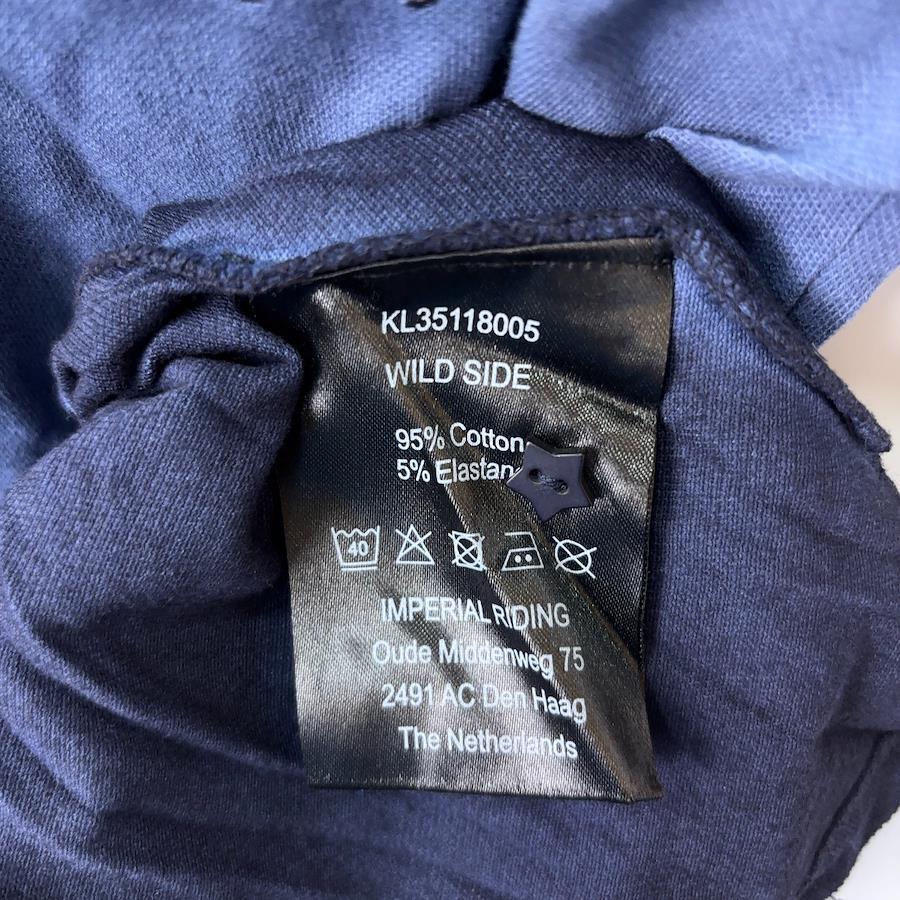 KL35118005
WILD SIDE
95% Cotton
5% Elastan
40
IMPERIAL RIDING
Oude Middenweg 75
2491 AC Den Haag
The Netherlands